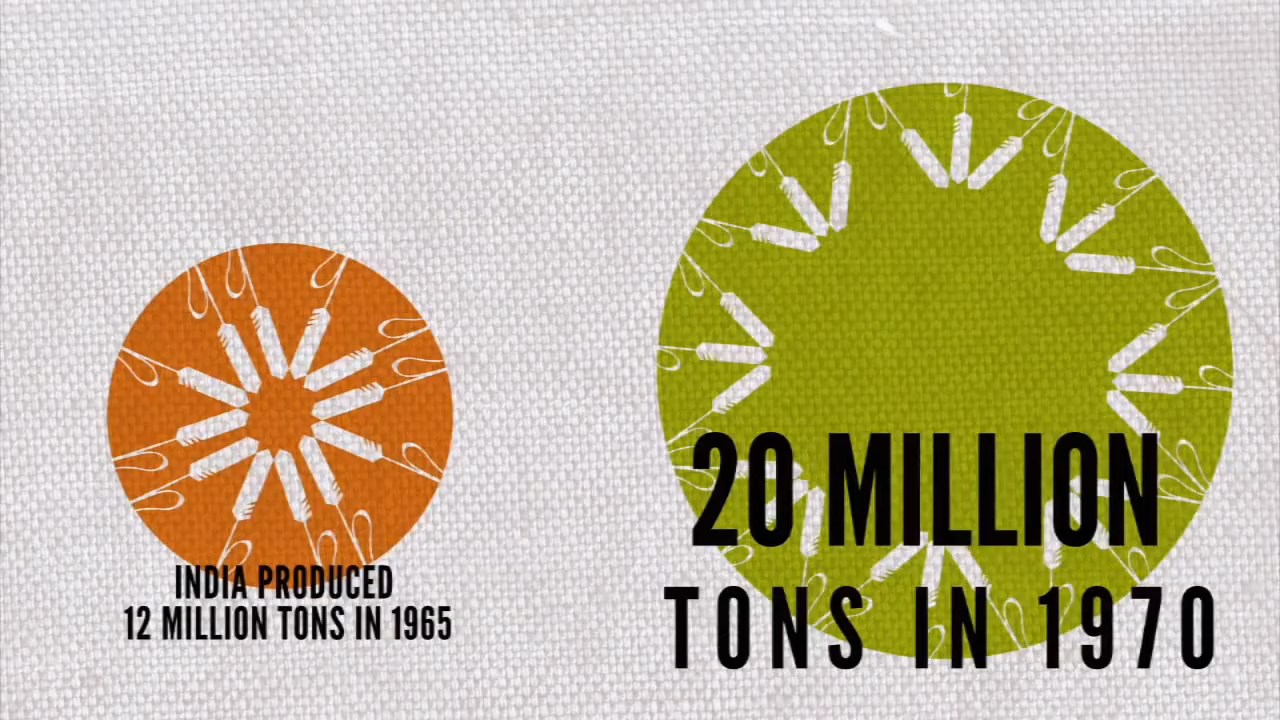 INDIA PRODUCED
12 MILLION TONS IN 1965
20 MILLION
TONS IN 1970